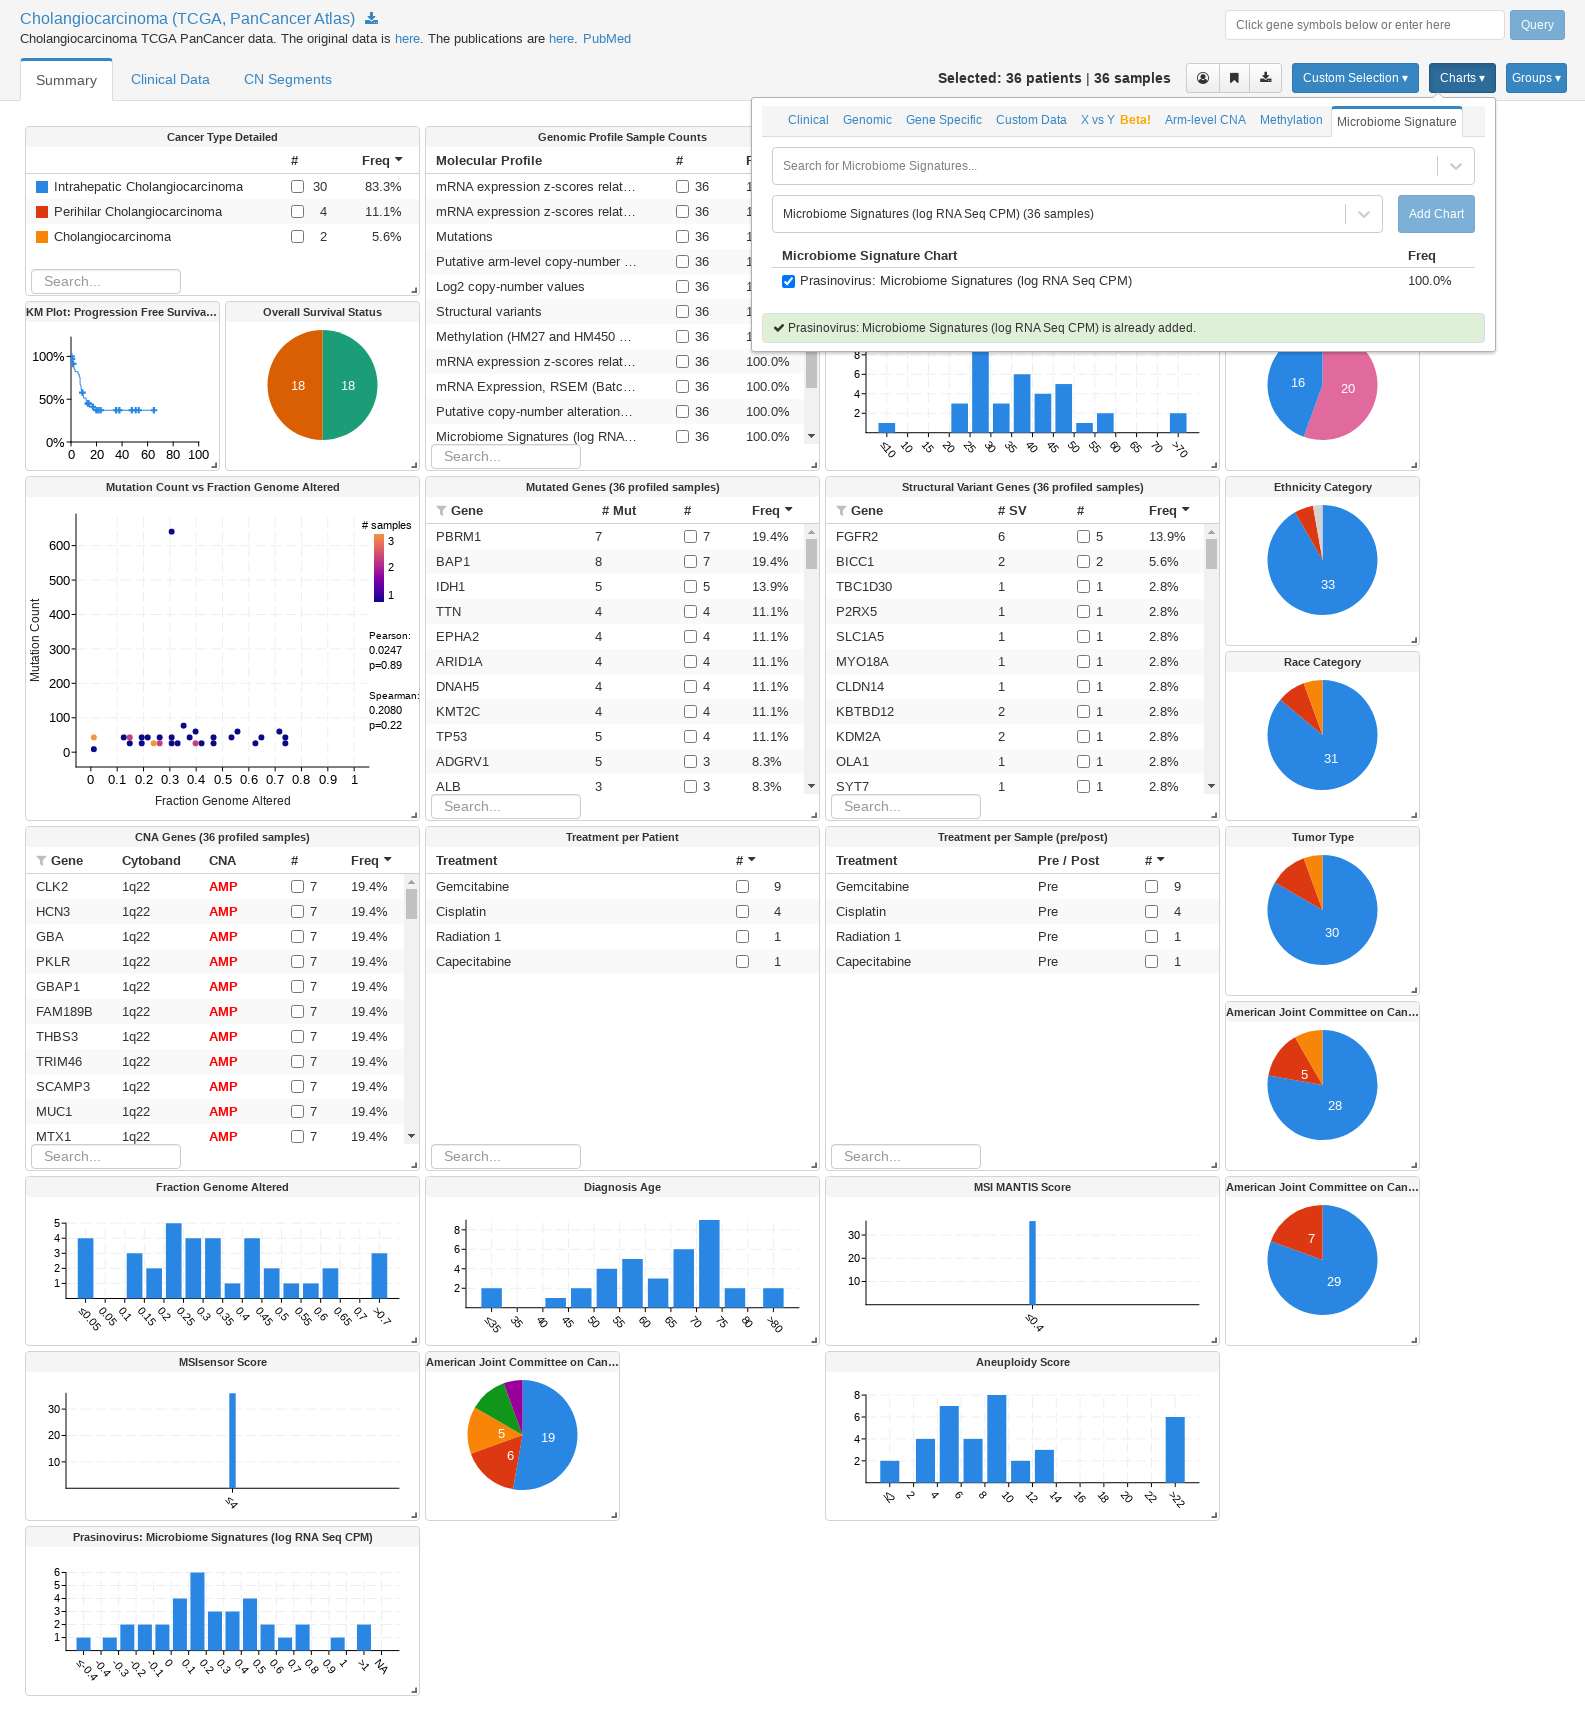 Cholangiocarcinoma (TCGA, PanCancer Atlas)
Cholangiocarcinoma TCGA PanCancer data. The original data is here. The publications are here. PubMed
Click gene symbols below or enter here
Query
Summary
Clinical Data
CN Segments
Selected: 36 patients | 36 samples
Custom Selection ▾
Charts ▾
Groups ▾
Clinical Genomic Gene Specific Custom Data X vs Y Beta! Arm-level CNA Methylation Microbiome Signature
Search for Microbiome Signatures...
Microbiome Signatures (log RNA Seq CPM) (36 samples)
Add Chart
Microbiome Signature Chart Freq
Prasinovirus: Microbiome Signatures (log RNA Seq CPM) 100.0%
Prasinovirus: Microbiome Signatures (log RNA Seq CPM) is already added.
Cancer Type Detailed
# Freq
Intrahepatic Cholangiocarcinoma 30 83.3%
Perihilar Cholangiocarcinoma 4 11.1%
Cholangiocarcinoma 2 5.6%
Search...
Genomic Profile Sample Counts
Molecular Profile #
mRNA expression z-scores relat... 36
mRNA expression z-scores relat... 36
Mutations 36
Putative arm-level copy-number ... 36
Log2 copy-number values 36
Structural variants 36
Methylation (HM27 and HM450 ... 36
mRNA expression z-scores relat... 36 100.0%
mRNA Expression, RSEM (Batc... 36 100.0%
Putative copy-number alteration... 36 100.0%
Microbiome Signatures (log RNA... 36 100.0%
Search...
KM Plot: Progression Free Surviva...
100%
50%
0%
0 20 40 60 80 100
Overall Survival Status
18 18
8
6
4
2
≤10 10 15 20 25 30 35 40 45 50 55 60 65 70 >70
16 20
Mutation Count vs Fraction Genome Altered
Mutation Count
600
500
400
300
200
100
0
0 0.1 0.2 0.3 0.4 0.5 0.6 0.7 0.8 0.9 1
Fraction Genome Altered
# samples
3
2
1
Pearson:
0.0247
p=0.89
Spearman:
0.2080
p=0.22
Mutated Genes (36 profiled samples)
Gene # Mut # Freq
PBRM1 7 7 19.4%
BAP1 8 7 19.4%
IDH1 5 5 13.9%
TTN 4 4 11.1%
EPHA2 4 4 11.1%
ARID1A 4 4 11.1%
DNAH5 4 4 11.1%
KMT2C 4 4 11.1%
TP53 5 4 11.1%
ADGRV1 5 3 8.3%
ALB 3 3 8.3%
Search...
Structural Variant Genes (36 profiled samples)
Gene # SV # Freq
FGFR2 6 5 13.9%
BICC1 2 2 5.6%
TBC1D30 1 1 2.8%
P2RX5 1 1 2.8%
SLC1A5 1 1 2.8%
MYO18A 1 1 2.8%
CLDN14 1 1 2.8%
KBTBD12 2 1 2.8%
KDM2A 2 1 2.8%
OLA1 1 1 2.8%
SYT7 1 1 2.8%
Search...
Ethnicity Category
33
Race Category
31
CNA Genes (36 profiled samples)
Gene Cytoband CNA # Freq
CLK2 1q22 AMP 7 19.4%
HCN3 1q22 AMP 7 19.4%
GBA 1q22 AMP 7 19.4%
PKLR 1q22 AMP 7 19.4%
GBAP1 1q22 AMP 7 19.4%
FAM189B 1q22 AMP 7 19.4%
THBS3 1q22 AMP 7 19.4%
TRIM46 1q22 AMP 7 19.4%
SCAMP3 1q22 AMP 7 19.4%
MUC1 1q22 AMP 7 19.4%
MTX1 1q22 AMP 7 19.4%
Search...
Treatment per Patient
Treatment #
Gemcitabine 9
Cisplatin 4
Radiation 1 1
Capecitabine 1
Search...
Treatment per Sample (pre/post)
Treatment Pre / Post #
Gemcitabine Pre 9
Cisplatin Pre 4
Radiation 1 Pre 1
Capecitabine Pre 1
Search...
Tumor Type
30
American Joint Committee on Can...
5
28
Fraction Genome Altered
5
4
3
2
1
≤0.05 0.05 0.1 0.15 0.2 0.25 0.3 0.35 0.4 0.45 0.5 0.55 0.6 0.65 0.7 >0.7
Diagnosis Age
8
6
4
2
≤35 35 40 45 50 55 60 65 70 75 80 >80
MSI MANTIS Score
30
20
10
≤0.4
American Joint Committee on Can...
7
29
MSIsensor Score
30
20
10
≤4
American Joint Committee on Can...
5 19
6
Aneuploidy Score
8
6
4
2
≤2 2 4 6 8 10 12 14 16 18 20 22 >22
Prasinovirus: Microbiome Signatures (log RNA Seq CPM)
6
5
4
3
2
1
≤-0.4 -0.4 -0.3 -0.2 -0.1 0 0.1 0.2 0.3 0.4 0.5 0.6 0.7 0.8 0.9 1 >1 NA